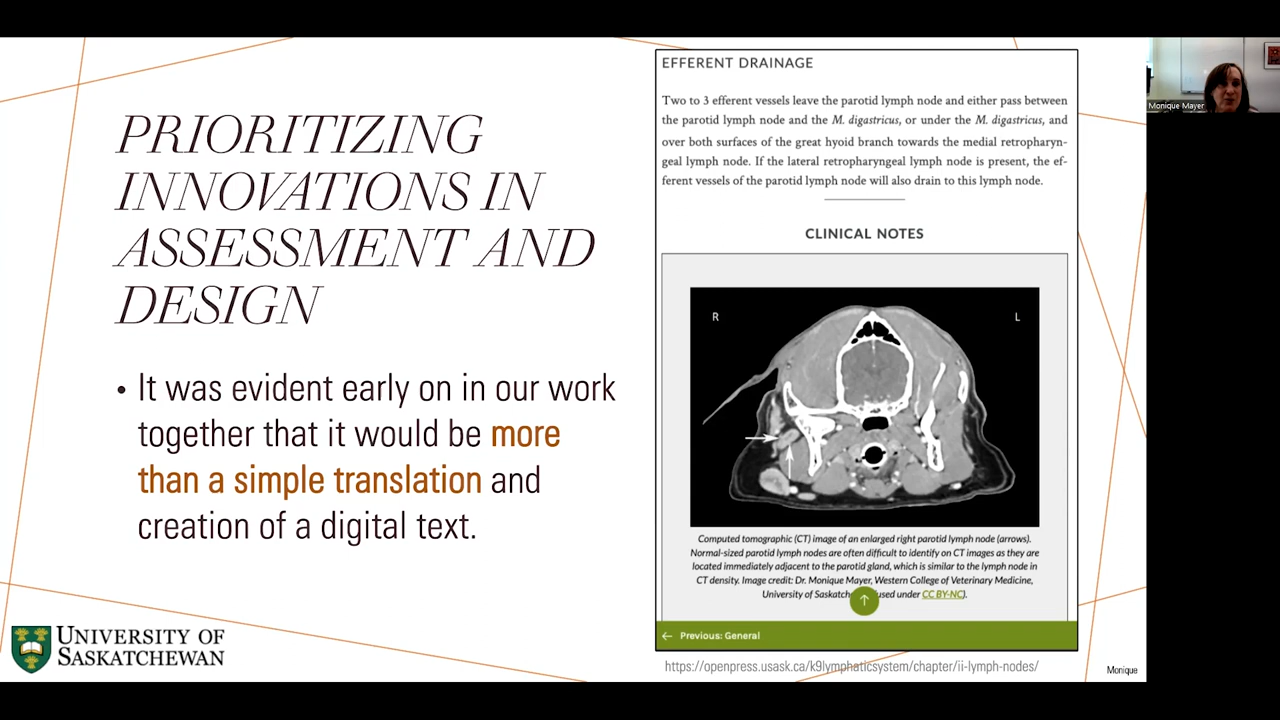 PRIORITIZING
INNOVATIONS IN
ASSESSMENT AND
DESIGN
• It was evident early on in our work
together that it would be more
than a simple translation and
creation of a digital text.
UNIVERSITY OF
SASKATCHEWAN
EFFERENT DRAINAGE
Two to 3 efferent vessels leave the parotid lymph node and either pass between
the parotid lymph node and the M. digastricus, or under the M. digastricus, and
over both surfaces of the great hyoid branch towards the medial retropharyn-
geal lymph node. If the lateral retropharyngeal lymph node is present, the ef-
ferent vessels of the parotid lymph node will also drain to this lymph node.
CLINICAL NOTES
R L
Computed tomographic (CT) image of an enlarged right parotid lymph node (arrows).
Normal-sized parotid lymph nodes are often difficult to identify on CT images as they are
located immediately adjacent to the parotid gland, which is similar to the lymph node in
CT density. Image credit: Dr. Monique Mayer, Western College of Veterinary Medicine,
University of used under CC BY-NC).
← Previous: General
https://openpress.usask.ca/k9lymphaticsystem/chapter/ii-lymph-nodes/
Monique
Monique Mayer